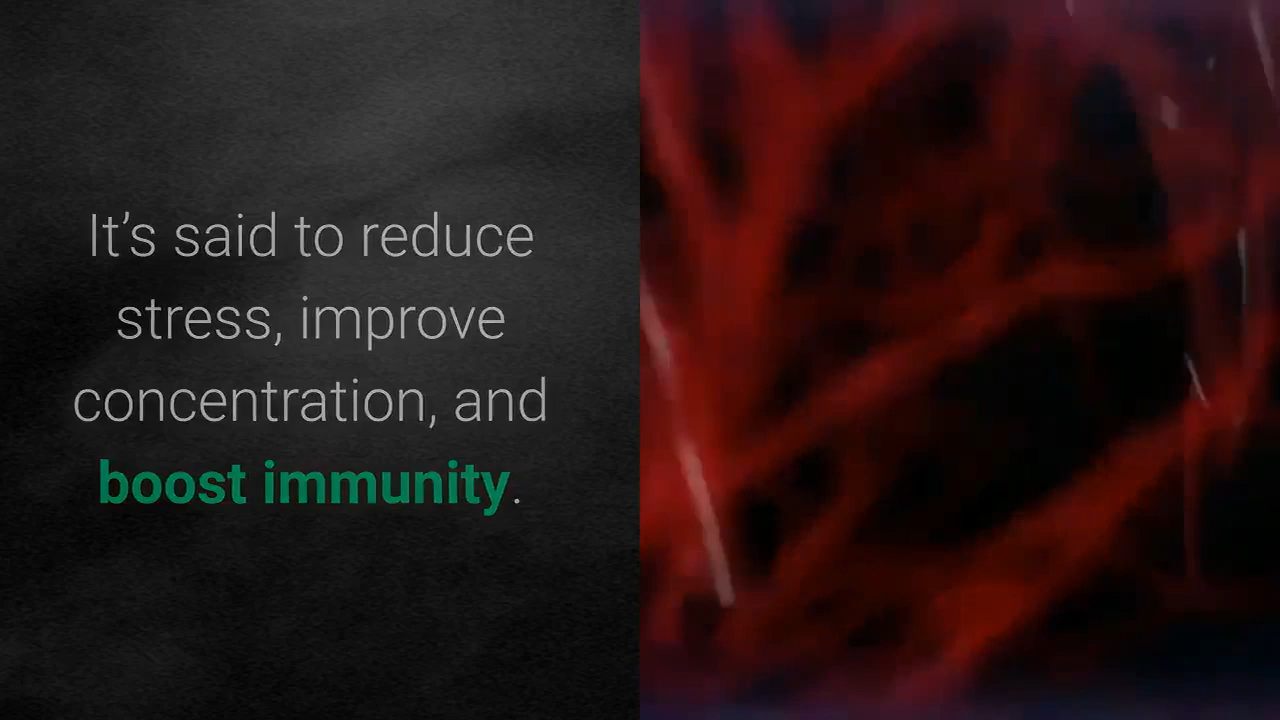 It’s said to reduce
stress, improve
concentration, and
boost immunity.